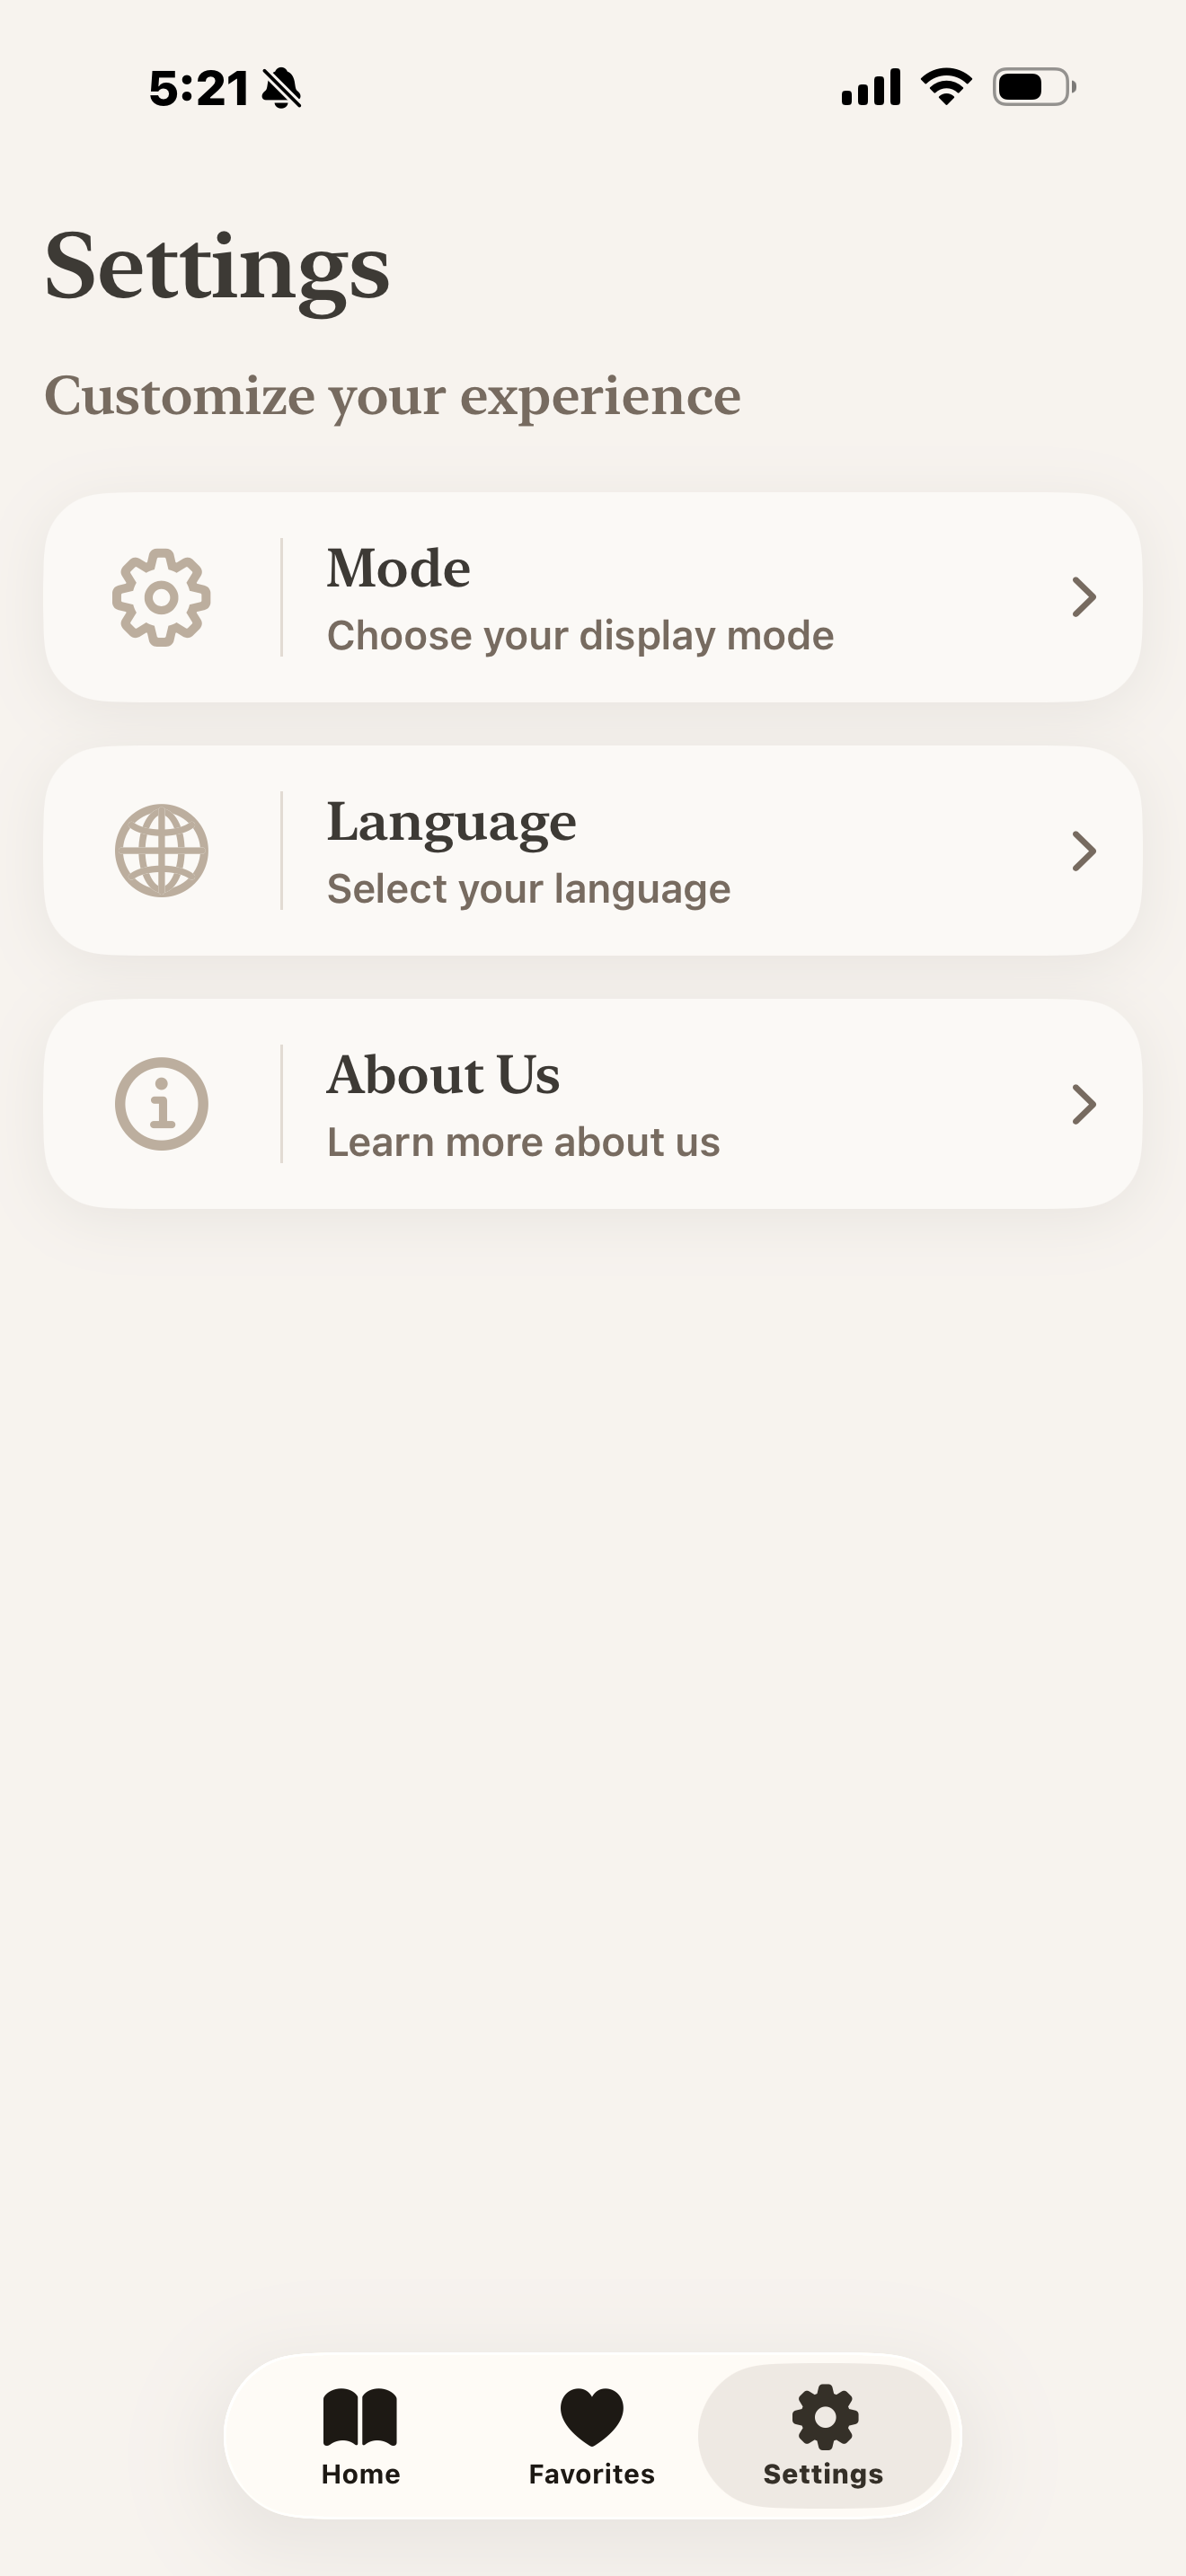 5:21
Settings
Customize your experience
Mode
Choose your display mode
Language
Select your language
About Us
Learn more about us
Home
Favorites
Settings